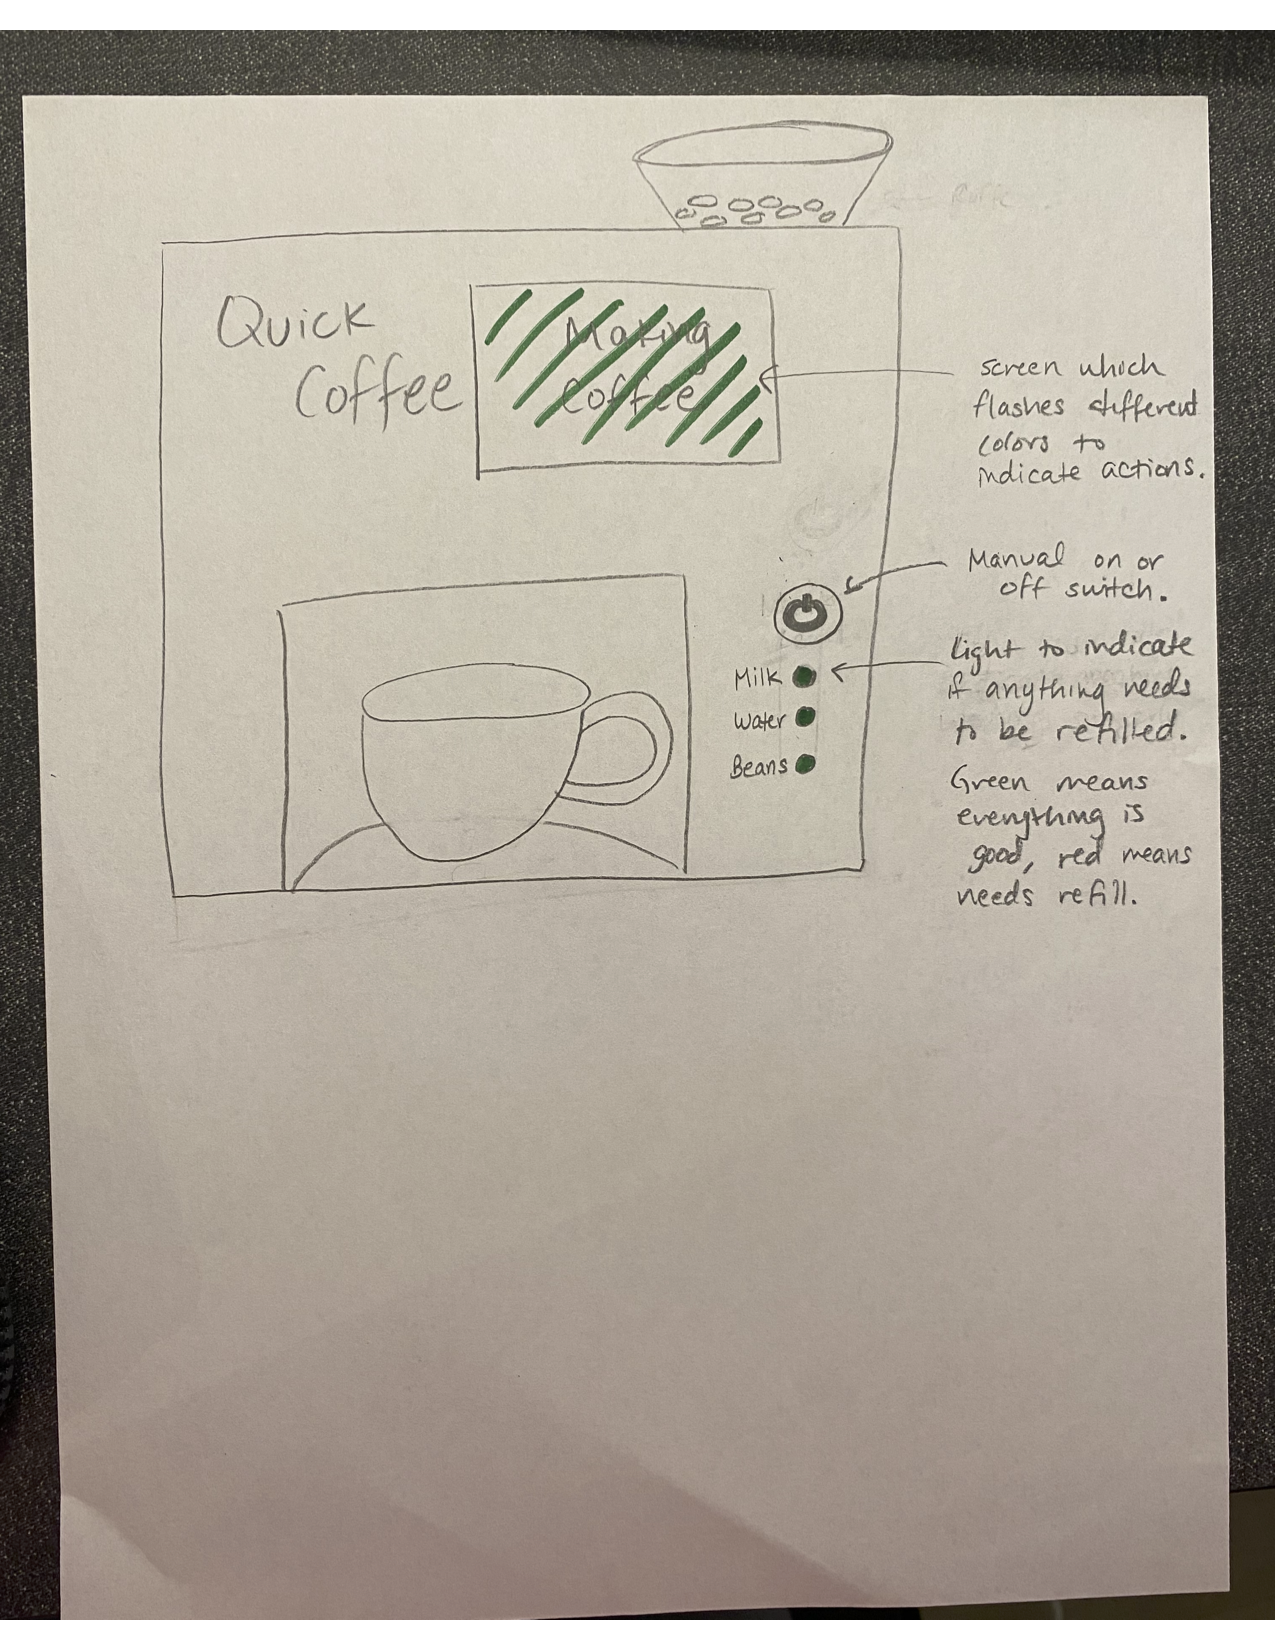 Quick
Coffee
Making
Coffee
screen which
flashes different
colors to
indicate actions.
Manual on or
off switch.
Light to indicate
if anything needs
to be refilled.
Milk
Water
Beans
Green means
everything is
good, red means
needs refill.